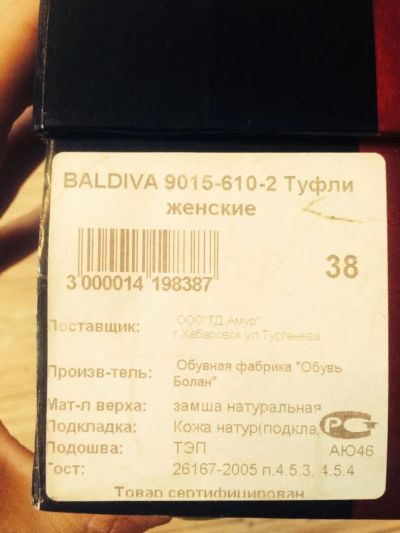 BALDIVA 9015-610-2 Туфли
женские
38
3 000014 198387
Поставщик: ООО"ТД Амур"
г.Хабаровск,ул.Тургенева
Произв-тель: Обувная фабрика "Обувь
Болан"
Мат-л верха: замша натуральная
Подкладка: Кожа натур(подкла,
Подошва: ТЭП
РСТ
АЮ46
Гост: 26167-2005 п.4.5.3, 4.5.4
Товар сертифицирован